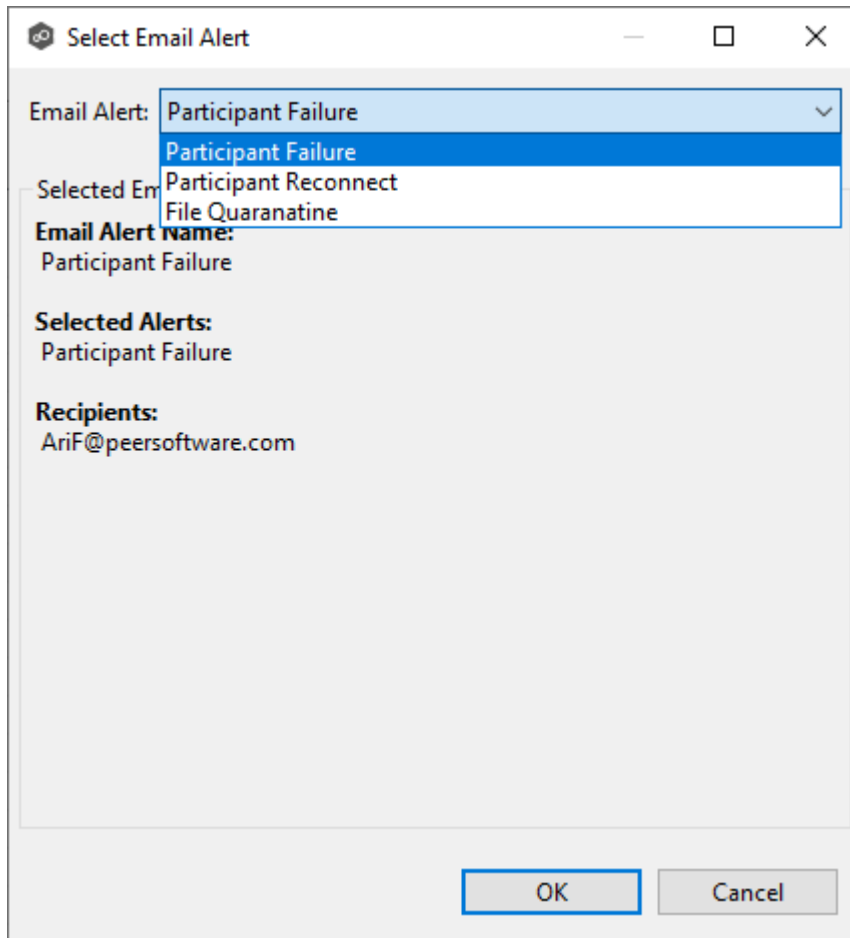 Select Email Alert
Email Alert: Participant Failure
Participant Failure
Participant Reconnect
File Quaranatine
Selected Em
Email Alert Name:
Participant Failure
Selected Alerts:
Participant Failure
Recipients:
AriF@peersoftware.com
OK Cancel